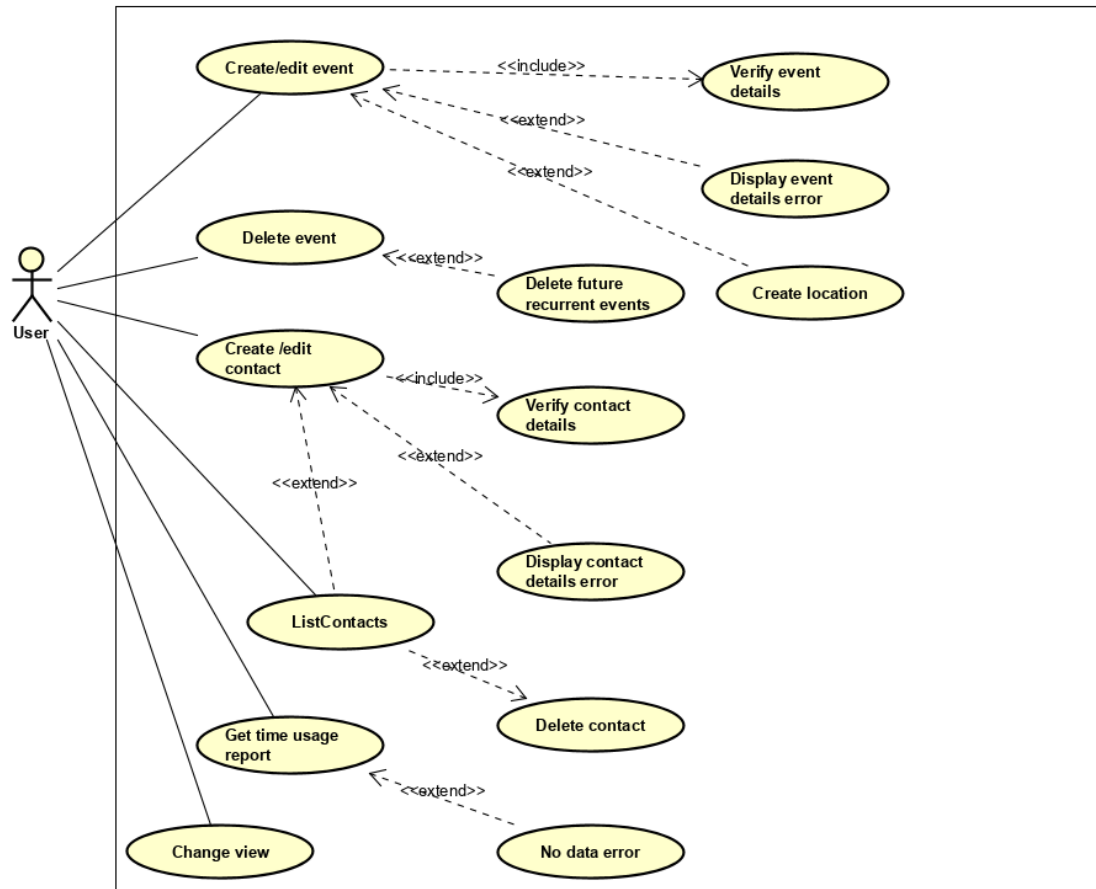 Create/edit event
<<include>>
Verify event
details
<<extend>>
Display event
details error
<<extend>>
Delete event
<<extend>>
Delete future
recurrent events
Create location
User
Create /edit
contact
<<include>>
Verify contact
details
<<extend>>
<<extend>>
Display contact
details error
ListContacts
<<extend>>
Delete contact
Get time usage
report
<<extend>>
Change view
No data error